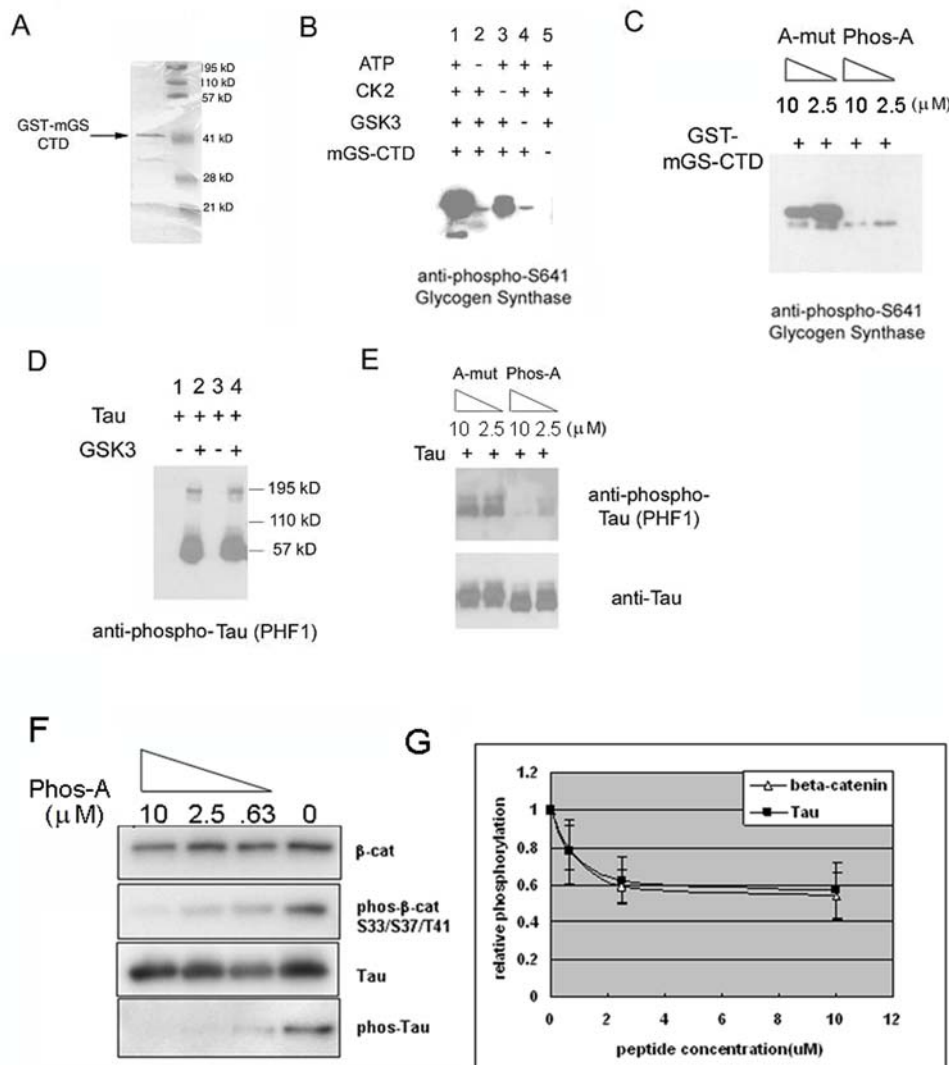 A
195 kD
110 kD
57 kD
GST-mGS
CTD
41 kD
28 kD
21 kD
B
1 2 3 4 5
ATP + - + + +
CK2 + + - + +
GSK3 + + + - +
mGS-CTD + + + + -
anti-phospho-S641
Glycogen Synthase
C
A-mut Phos-A
10 2.5 10 2.5 (μM)
GST-
mGS-CTD + + + +
anti-phospho-S641
Glycogen Synthase
D
1 2 3 4
Tau + + + +
GSK3 - + - +
195 kD
110 kD
57 kD
anti-phospho-Tau (PHF1)
E
A-mut Phos-A
10 2.5 10 2.5 (μM)
Tau + + + +
anti-phospho-
Tau (PHF1)
anti-Tau
F
Phos-A
(μM) 10 2.5 .63 0
β-cat
phos-β-cat
S33/S37/T41
Tau
phos-Tau
G
1.2
1
0.8
0.6
0.4
0.2
0
0 2 4 6 8 10 12
relative phosphorylation
peptide concentration(uM)
beta-catenin
Tau